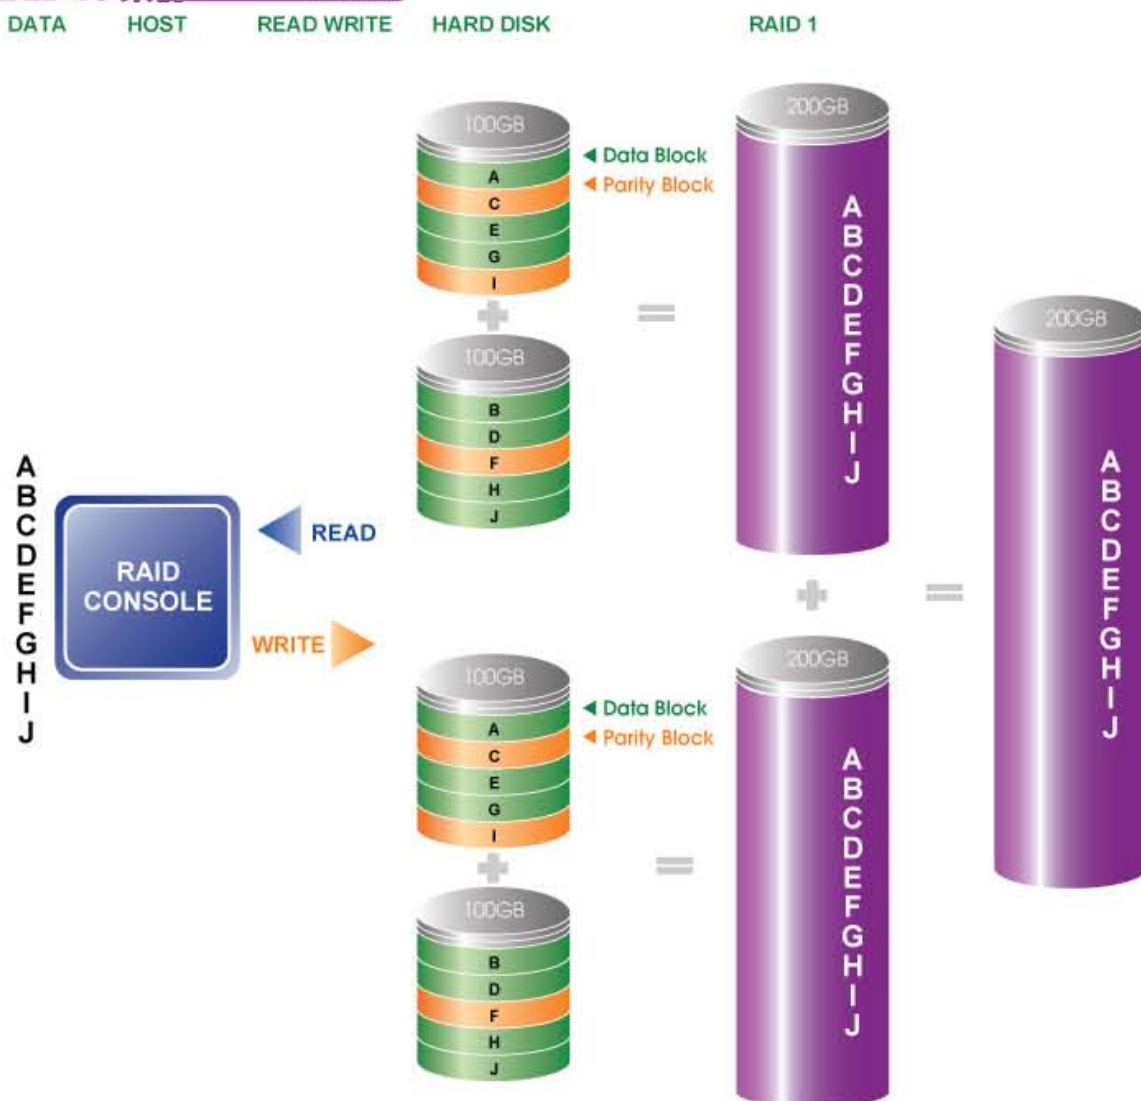 DATA HOST READ WRITE HARD DISK RAID 1
100GB
A
C
E
G
I
Data Block
Parity Block
100GB
B
D
F
H
J
200GB
A
B
C
D
E
F
G
H
I
J
A
B
C
D
E
F
G
H
I
J
RAID
CONSOLE
READ
WRITE
100GB
A
C
E
G
I
Data Block
Parity Block
100GB
B
D
F
H
J
200GB
A
B
C
D
E
F
G
H
I
J
200GB
A
B
C
D
E
F
G
H
I
J